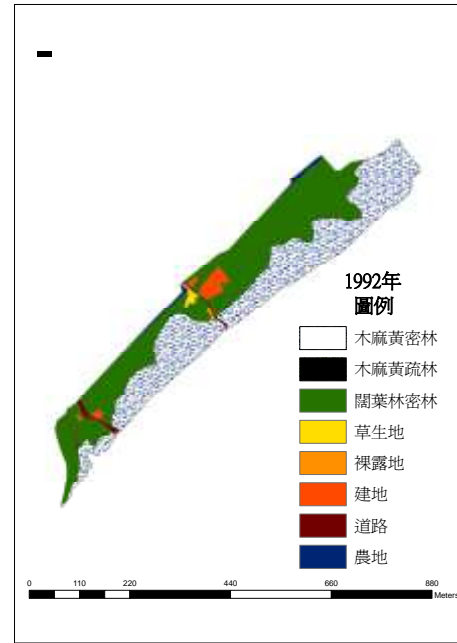 1992年
圖例
木麻黃密林
木麻黃疏林
闊葉林密林
草生地
裸露地
建地
道路
農地
0 110 220 440 660 880
Meters